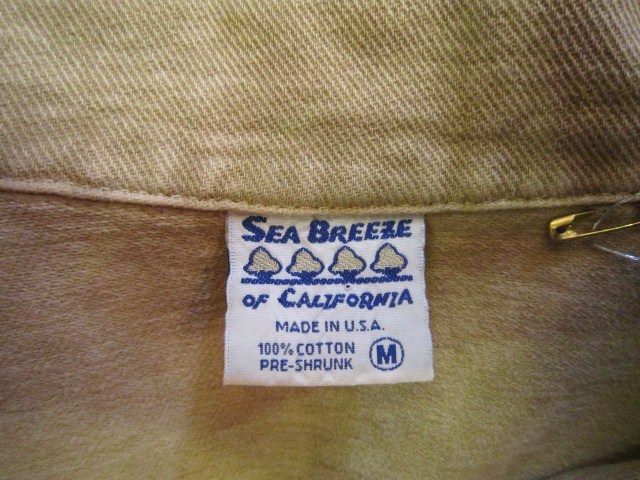 SEA BREEZE
OF CALIFORNIA
MADE IN U.S.A.
100% COTTON
PRE-SHRUNK
M